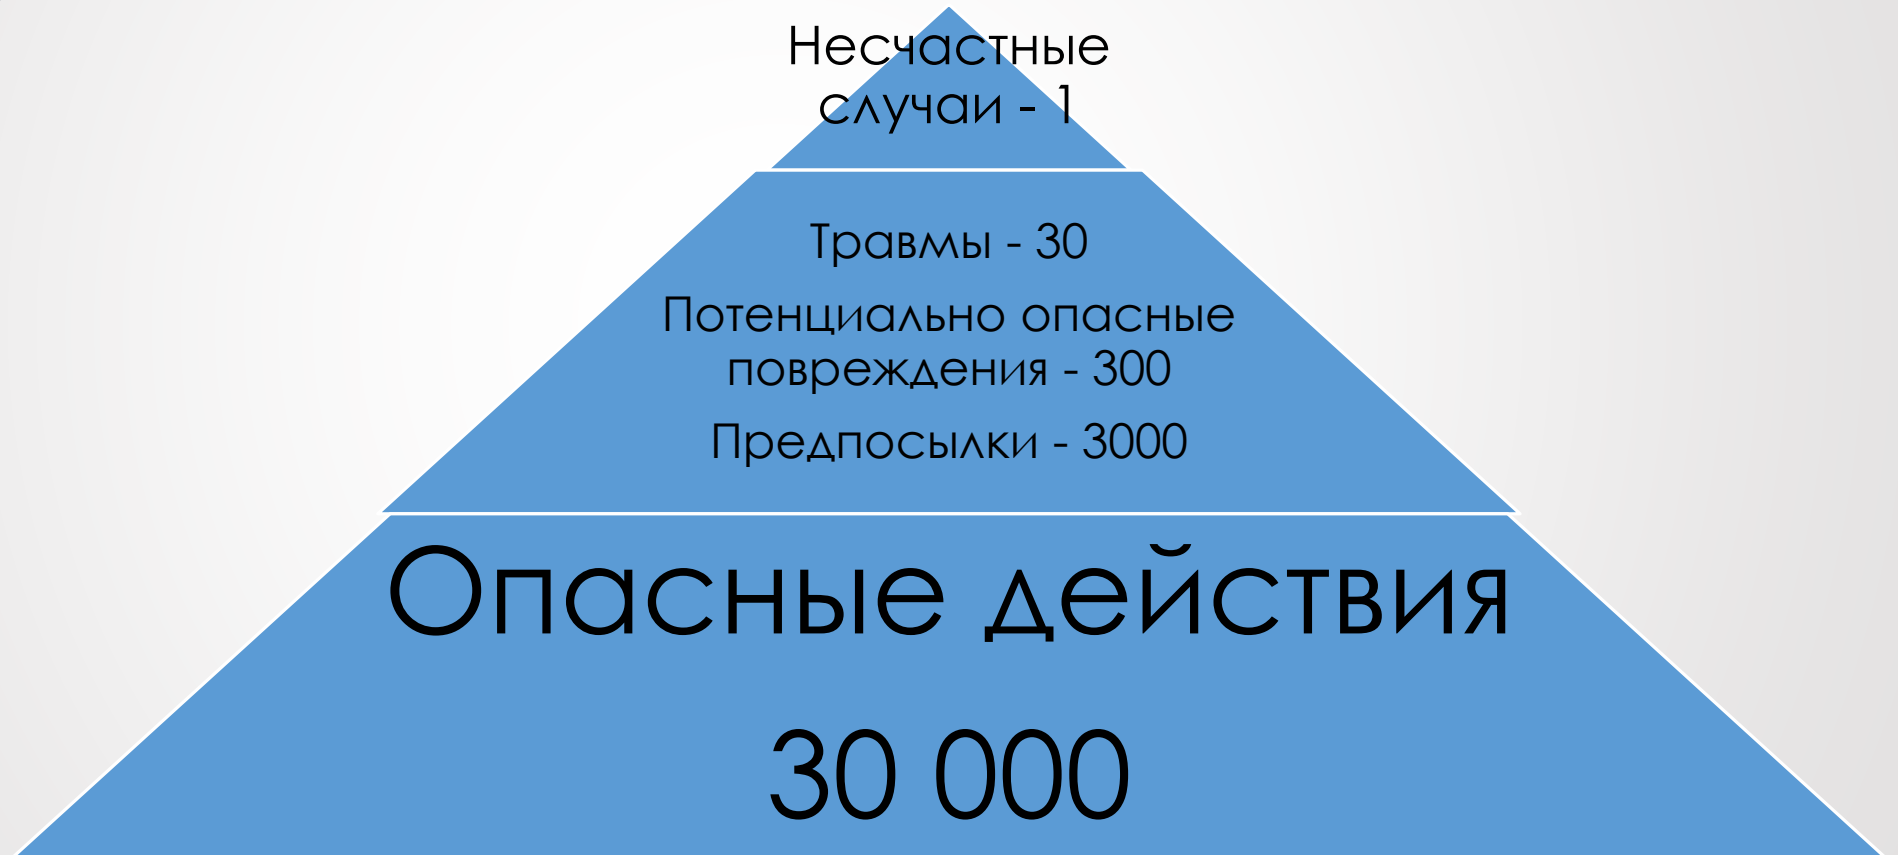 Несчастные
случаи - 1
Травмы - 30
Потенциально опасные
повреждения - 300
Предпосылки - 3000
Опасные действия
30 000